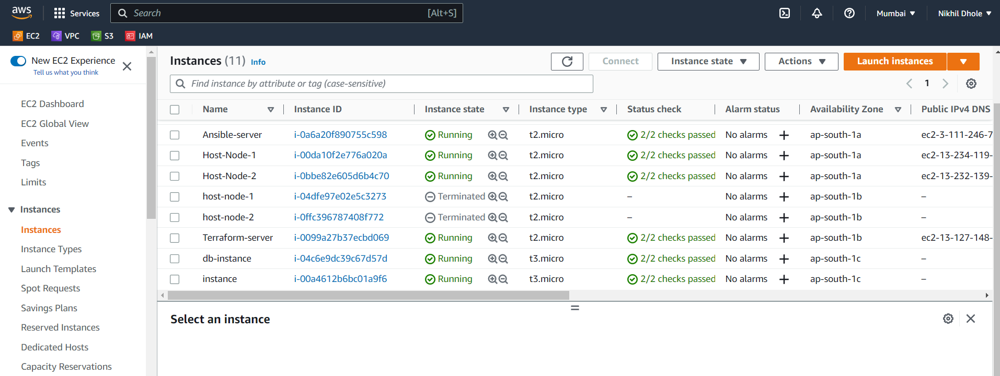 aws Services Search [Alt+S] Mumbai Nikhil Dhole
EC2 VPC S3 IAM
New EC2 Experience
Tell us what you think
EC2 Dashboard
EC2 Global View
Events
Tags
Limits
Instances
Instances
Instance Types
Launch Templates
Spot Requests
Savings Plans
Reserved Instances
Dedicated Hosts
Capacity Reservations
Instances (11) Info Connect Instance state Actions Launch instances
Find instance by attribute or tag (case-sensitive) 1
Name Instance ID Instance state Instance type Status check Alarm status Availability Zone Public IPv4 DNS
Ansible-server i-0a6a20f890755c598 Running t2.micro 2/2 checks passed No alarms + ap-south-1a ec2-3-111-246-7
Host-Node-1 i-00da10f2e776a020a Running t2.micro 2/2 checks passed No alarms + ap-south-1a ec2-13-234-119-
Host-Node-2 i-0bbe82e605d6b4c70 Running t2.micro 2/2 checks passed No alarms + ap-south-1a ec2-13-232-139-
host-node-1 i-04dfe97e02e5c3273 Terminated t2.micro – No alarms + ap-south-1b –
host-node-2 i-0ffc396787408f772 Terminated t2.micro – No alarms + ap-south-1b –
Terraform-server i-0099a27b37ecbd069 Running t2.micro 2/2 checks passed No alarms + ap-south-1b ec2-13-127-148-
db-instance i-04c6e9dc39c67d57d Running t3.micro 2/2 checks passed No alarms + ap-south-1c –
instance i-00a4612b6bc01a9f6 Running t3.micro 2/2 checks passed No alarms + ap-south-1c –
Select an instance